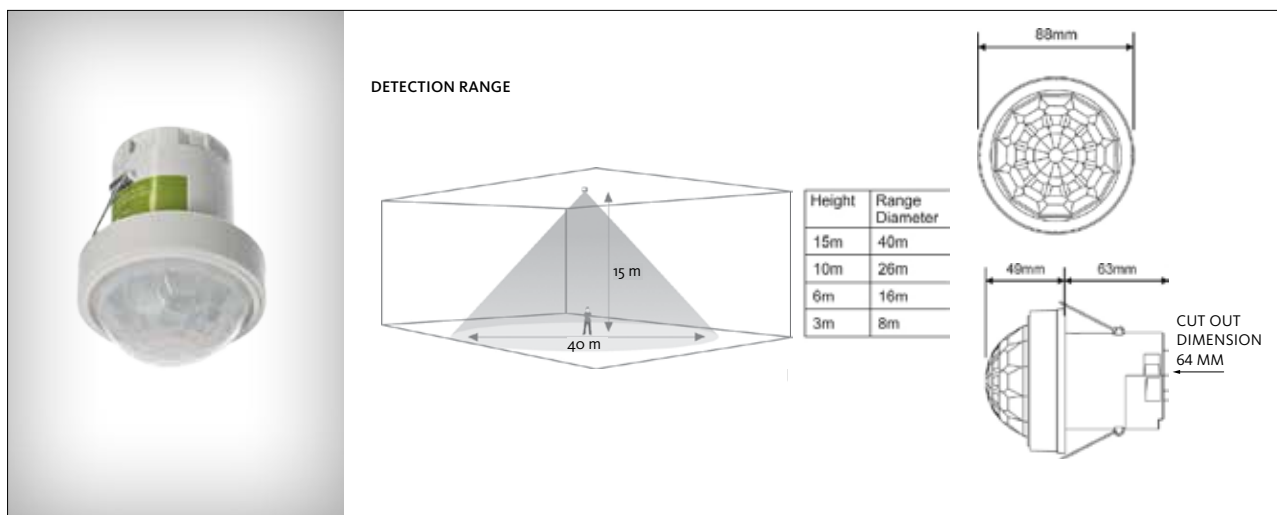 DETECTION RANGE
15 m
40 m
Height Range Diameter
15m 40m
10m 26m
6m 16m
3m 8m
88mm
49mm 63mm
CUT OUT
DIMENSION
64 MM